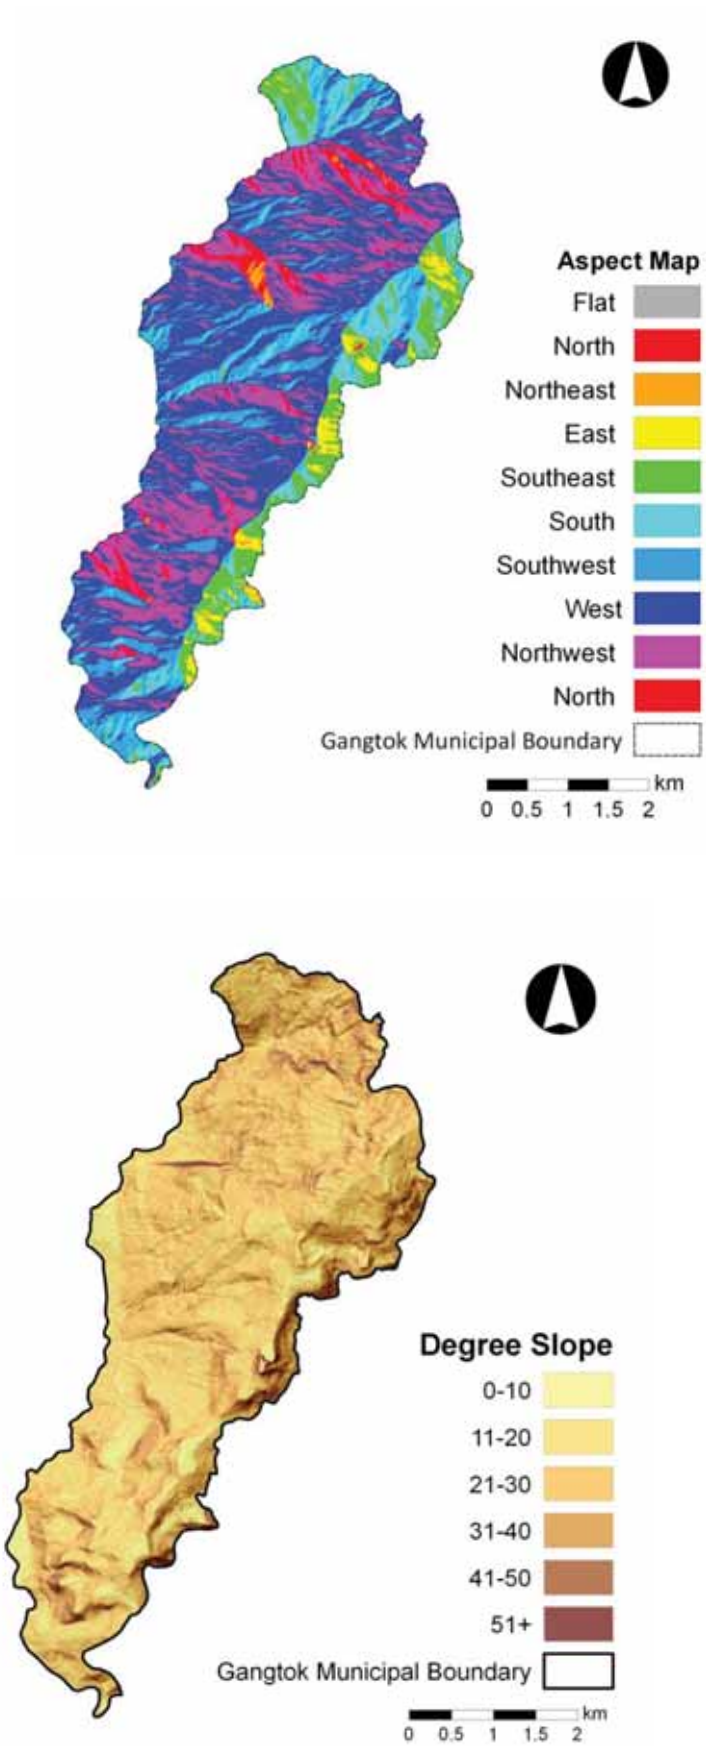 Aspect Map
Flat
North
Northeast
East
Southeast
South
Southwest
West
Northwest
North
Gangtok Municipal Boundary
km
0 0.5 1 1.5 2
Degree Slope
0-10
11-20
21-30
31-40
41-50
51+
Gangtok Municipal Boundary
km
0 0.5 1 1.5 2